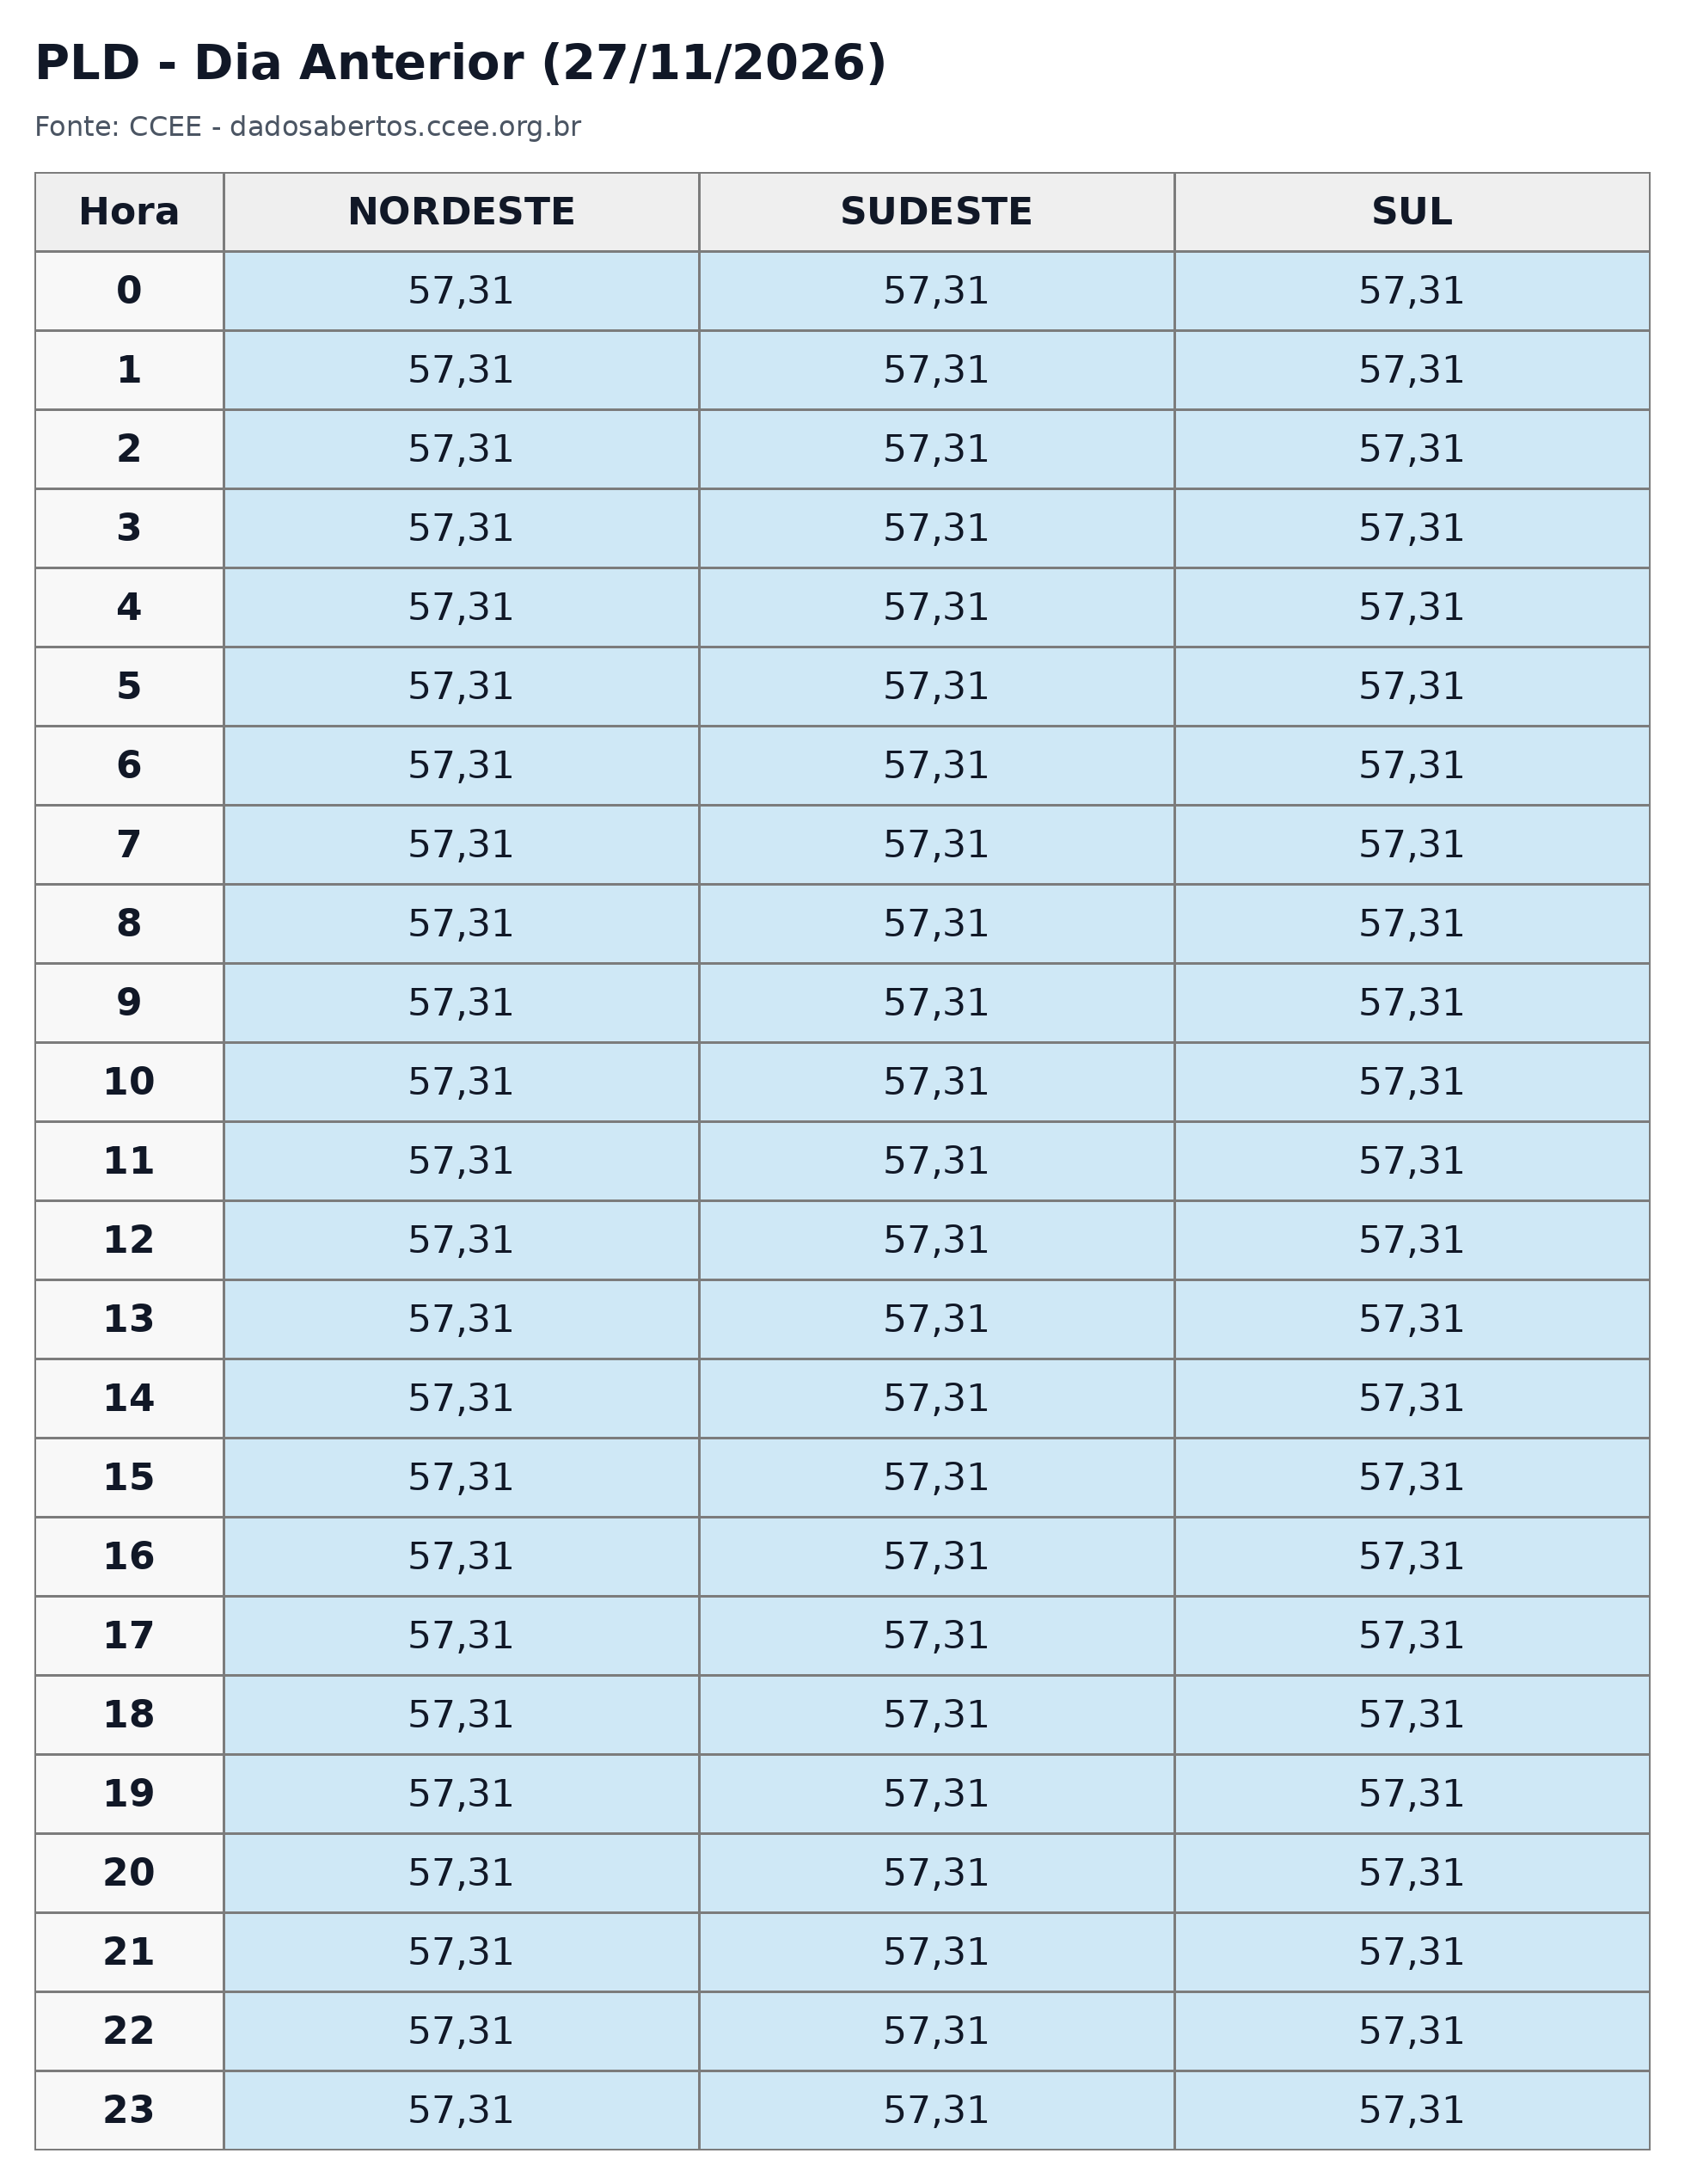 PLD - Dia Anterior (27/11/2026)
Fonte: CCEE - dadosabertos.ccee.org.br
Hora NORDESTE SUDESTE SUL
0 57,31 57,31 57,31
1 57,31 57,31 57,31
2 57,31 57,31 57,31
3 57,31 57,31 57,31
4 57,31 57,31 57,31
5 57,31 57,31 57,31
6 57,31 57,31 57,31
7 57,31 57,31 57,31
8 57,31 57,31 57,31
9 57,31 57,31 57,31
10 57,31 57,31 57,31
11 57,31 57,31 57,31
12 57,31 57,31 57,31
13 57,31 57,31 57,31
14 57,31 57,31 57,31
15 57,31 57,31 57,31
16 57,31 57,31 57,31
17 57,31 57,31 57,31
18 57,31 57,31 57,31
19 57,31 57,31 57,31
20 57,31 57,31 57,31
21 57,31 57,31 57,31
22 57,31 57,31 57,31
23 57,31 57,31 57,31